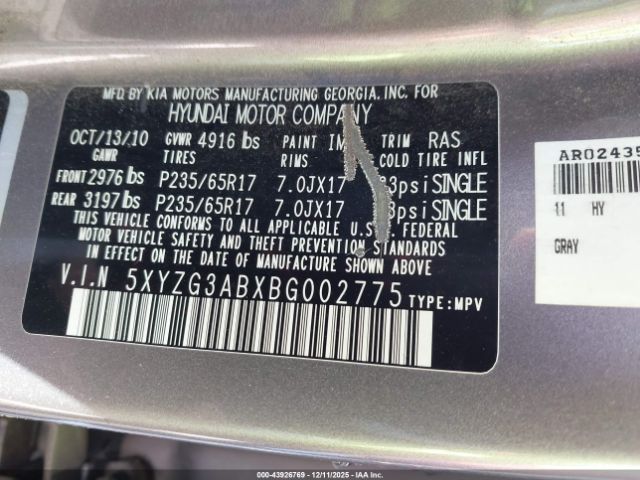 MFD. BY KIA MOTORS MANUFACTURING GEORGIA, INC. FOR
HYUNDAI MOTOR COMPANY
OCT/13/10 GVWR 4916 lbs PAINT TRIM RAS
GAWR TIRES RIMS COLD TIRE INFL
FRONT 2976 lbs P235/65R17 7.0JX17 psi SINGLE
REAR 3197 lbs P235/65R17 7.0JX17 psi SINGLE
THIS VEHICLE CONFORMS TO ALL APPLICABLE U.S. FEDERAL
MOTOR VEHICLE SAFETY AND THEFT PREVENTION STANDARDS
IN EFFECT ON THE DATE OF MANUFACTURE SHOWN ABOVE
V.I.N 5XYZG3ABXBG002775 TYPE:MPV
AR02435
11 HY
GRAY
000-43926769 - 12/11/2025 - IAAI.COM